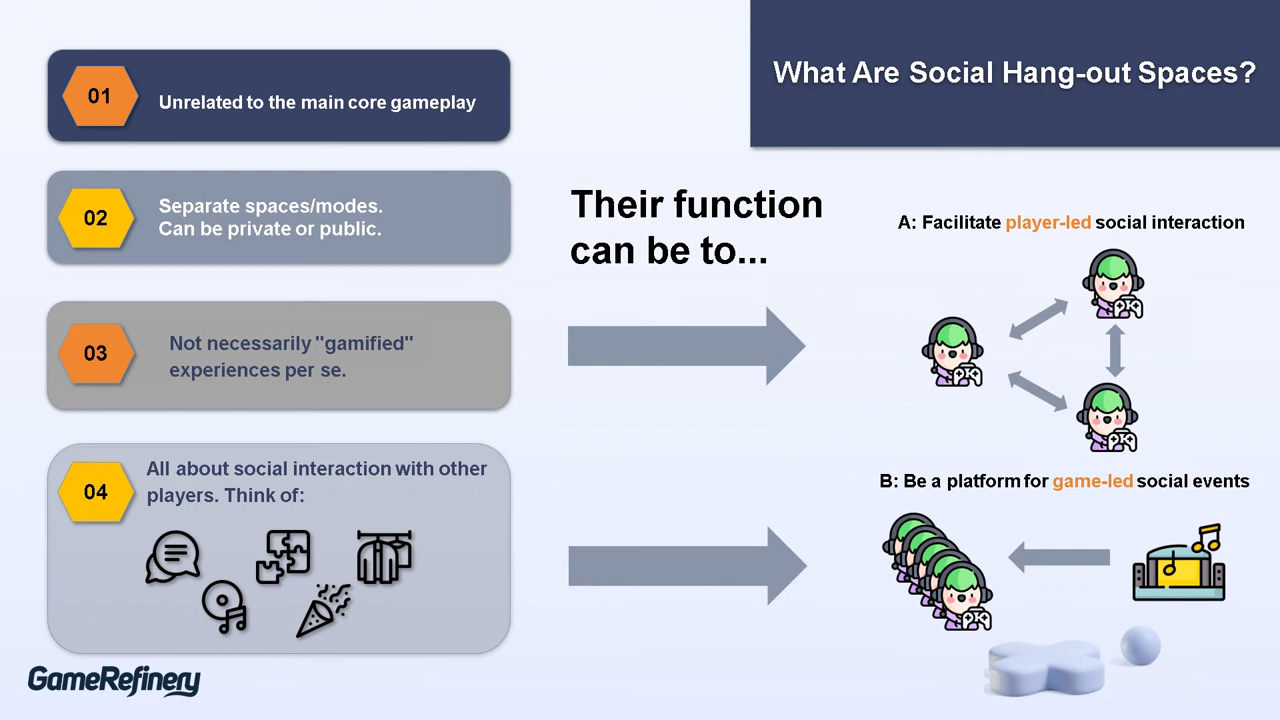 What Are Social Hang-out Spaces?
01
Unrelated to the main core gameplay
02
Separate spaces/modes.
Can be private or public.
03
Not necessarily "gamified"
experiences per se.
04
All about social interaction with other
players. Think of:
Their function
can be to...
A: Facilitate player-led social interaction
B: Be a platform for game-led social events
GameRefinery